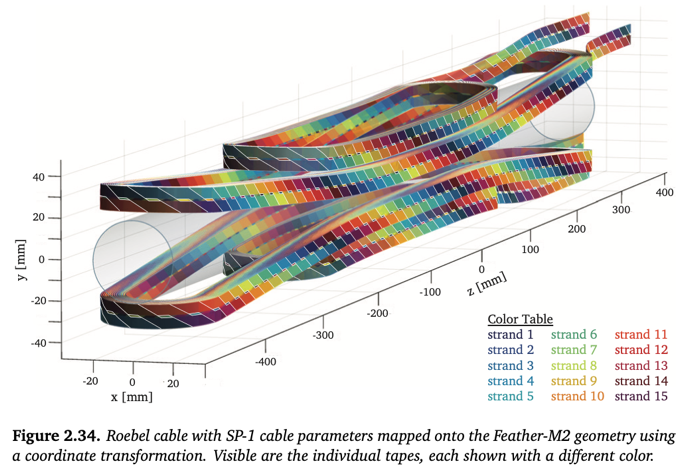 40
20
0
-20
-40
y [mm]
-20
0
20
x [mm]
-400
-300
-200
-100
0
100
200
300
400
z [mm]
Color Table
strand 1 strand 6 strand 11
strand 2 strand 7 strand 12
strand 3 strand 8 strand 13
strand 4 strand 9 strand 14
strand 5 strand 10 strand 15
Figure 2.34. Roebel cable with SP-1 cable parameters mapped onto the Feather-M2 geometry using
a coordinate transformation. Visible are the individual tapes, each shown with a different color.